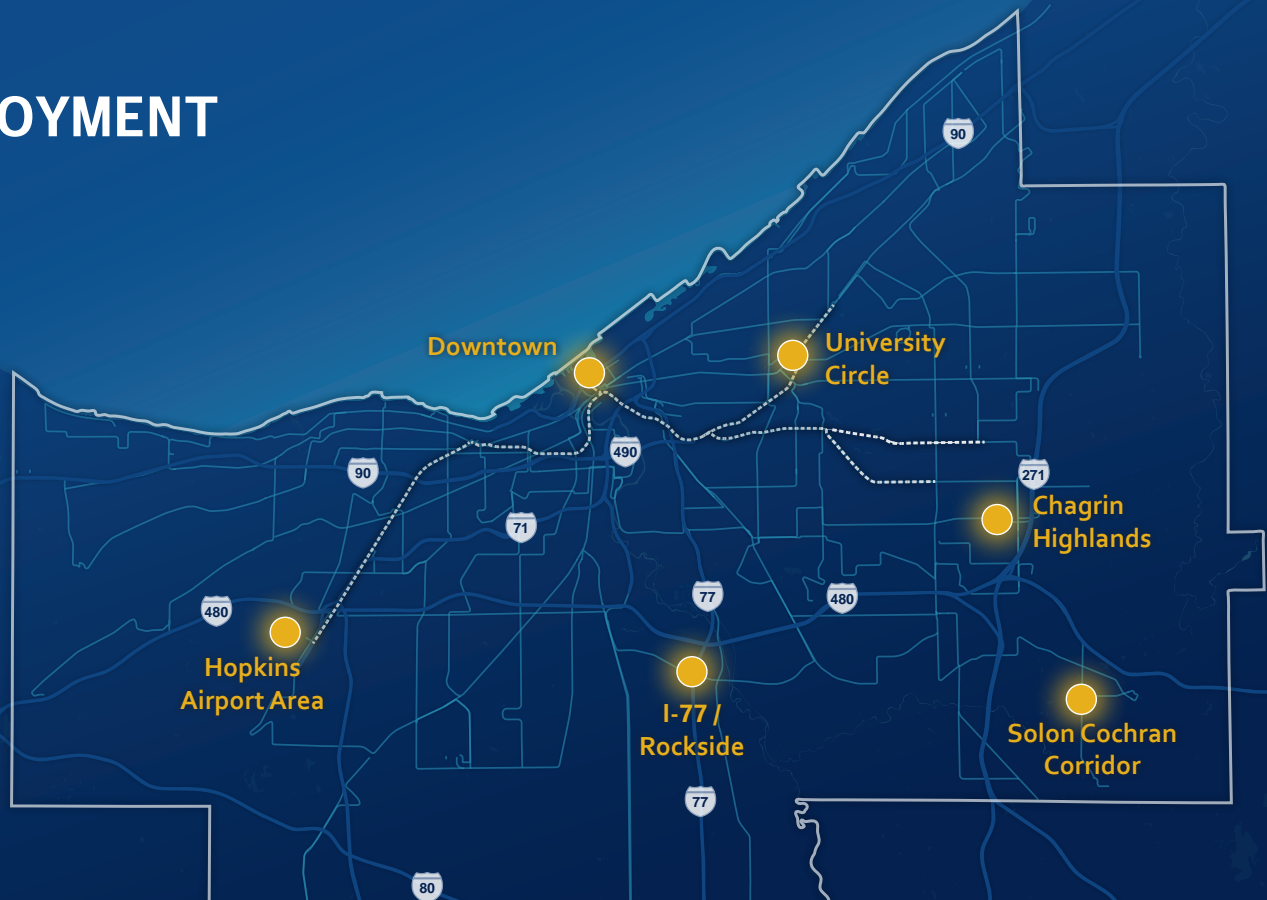 OYMENT
90
Downtown
University
Circle
490
90
271
Chagrin
Highlands
71
77
480
480
Hopkins
Airport Area
I-77 /
Rockside
Solon Cochran
Corridor
77
80